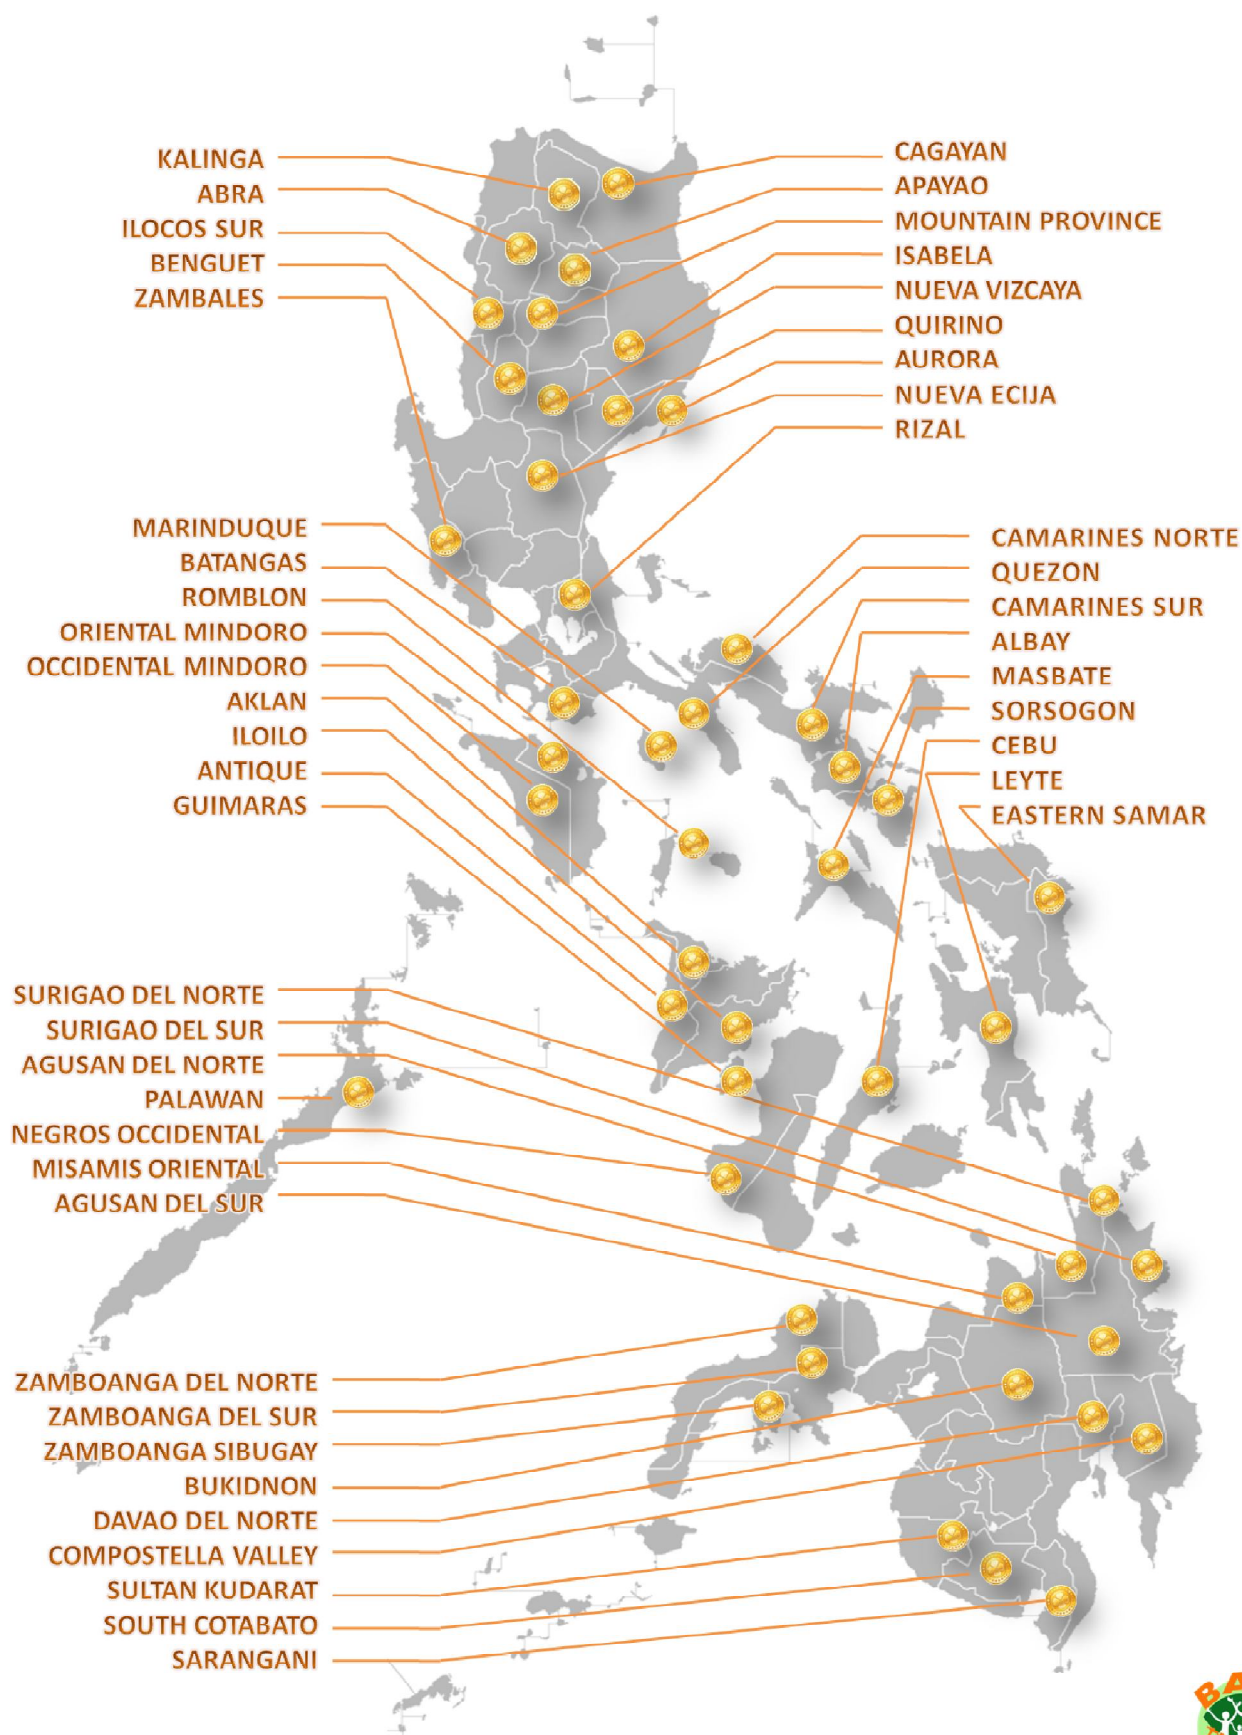 KALINGA
ABRA
ILOCOS SUR
BENGUET
ZAMBALES
CAGAYAN
APAYAO
MOUNTAIN PROVINCE
ISABELA
NUEVA VIZCAYA
QUIRINO
AURORA
NUEVA ECIJA
RIZAL
MARINDUQUE
BATANGAS
ROMBLON
ORIENTAL MINDORO
OCCIDENTAL MINDORO
AKLAN
ILOILO
ANTIQUE
GUIMARAS
CAMARINES NORTE
QUEZON
CAMARINES SUR
ALBAY
MASBATE
SORSOGON
CEBU
LEYTE
EASTERN SAMAR
SURIGAO DEL NORTE
SURIGAO DEL SUR
AGUSAN DEL NORTE
PALAWAN
NEGROS OCCIDENTAL
MISAMIS ORIENTAL
AGUSAN DEL SUR
ZAMBOANGA DEL NORTE
ZAMBOANGA DEL SUR
ZAMBOANGA SIBUGAY
BUKIDNON
DAVAO DEL NORTE
COMPOSTELLA VALLEY
SULTAN KUDARAT
SOUTH COTABATO
SARANGANI